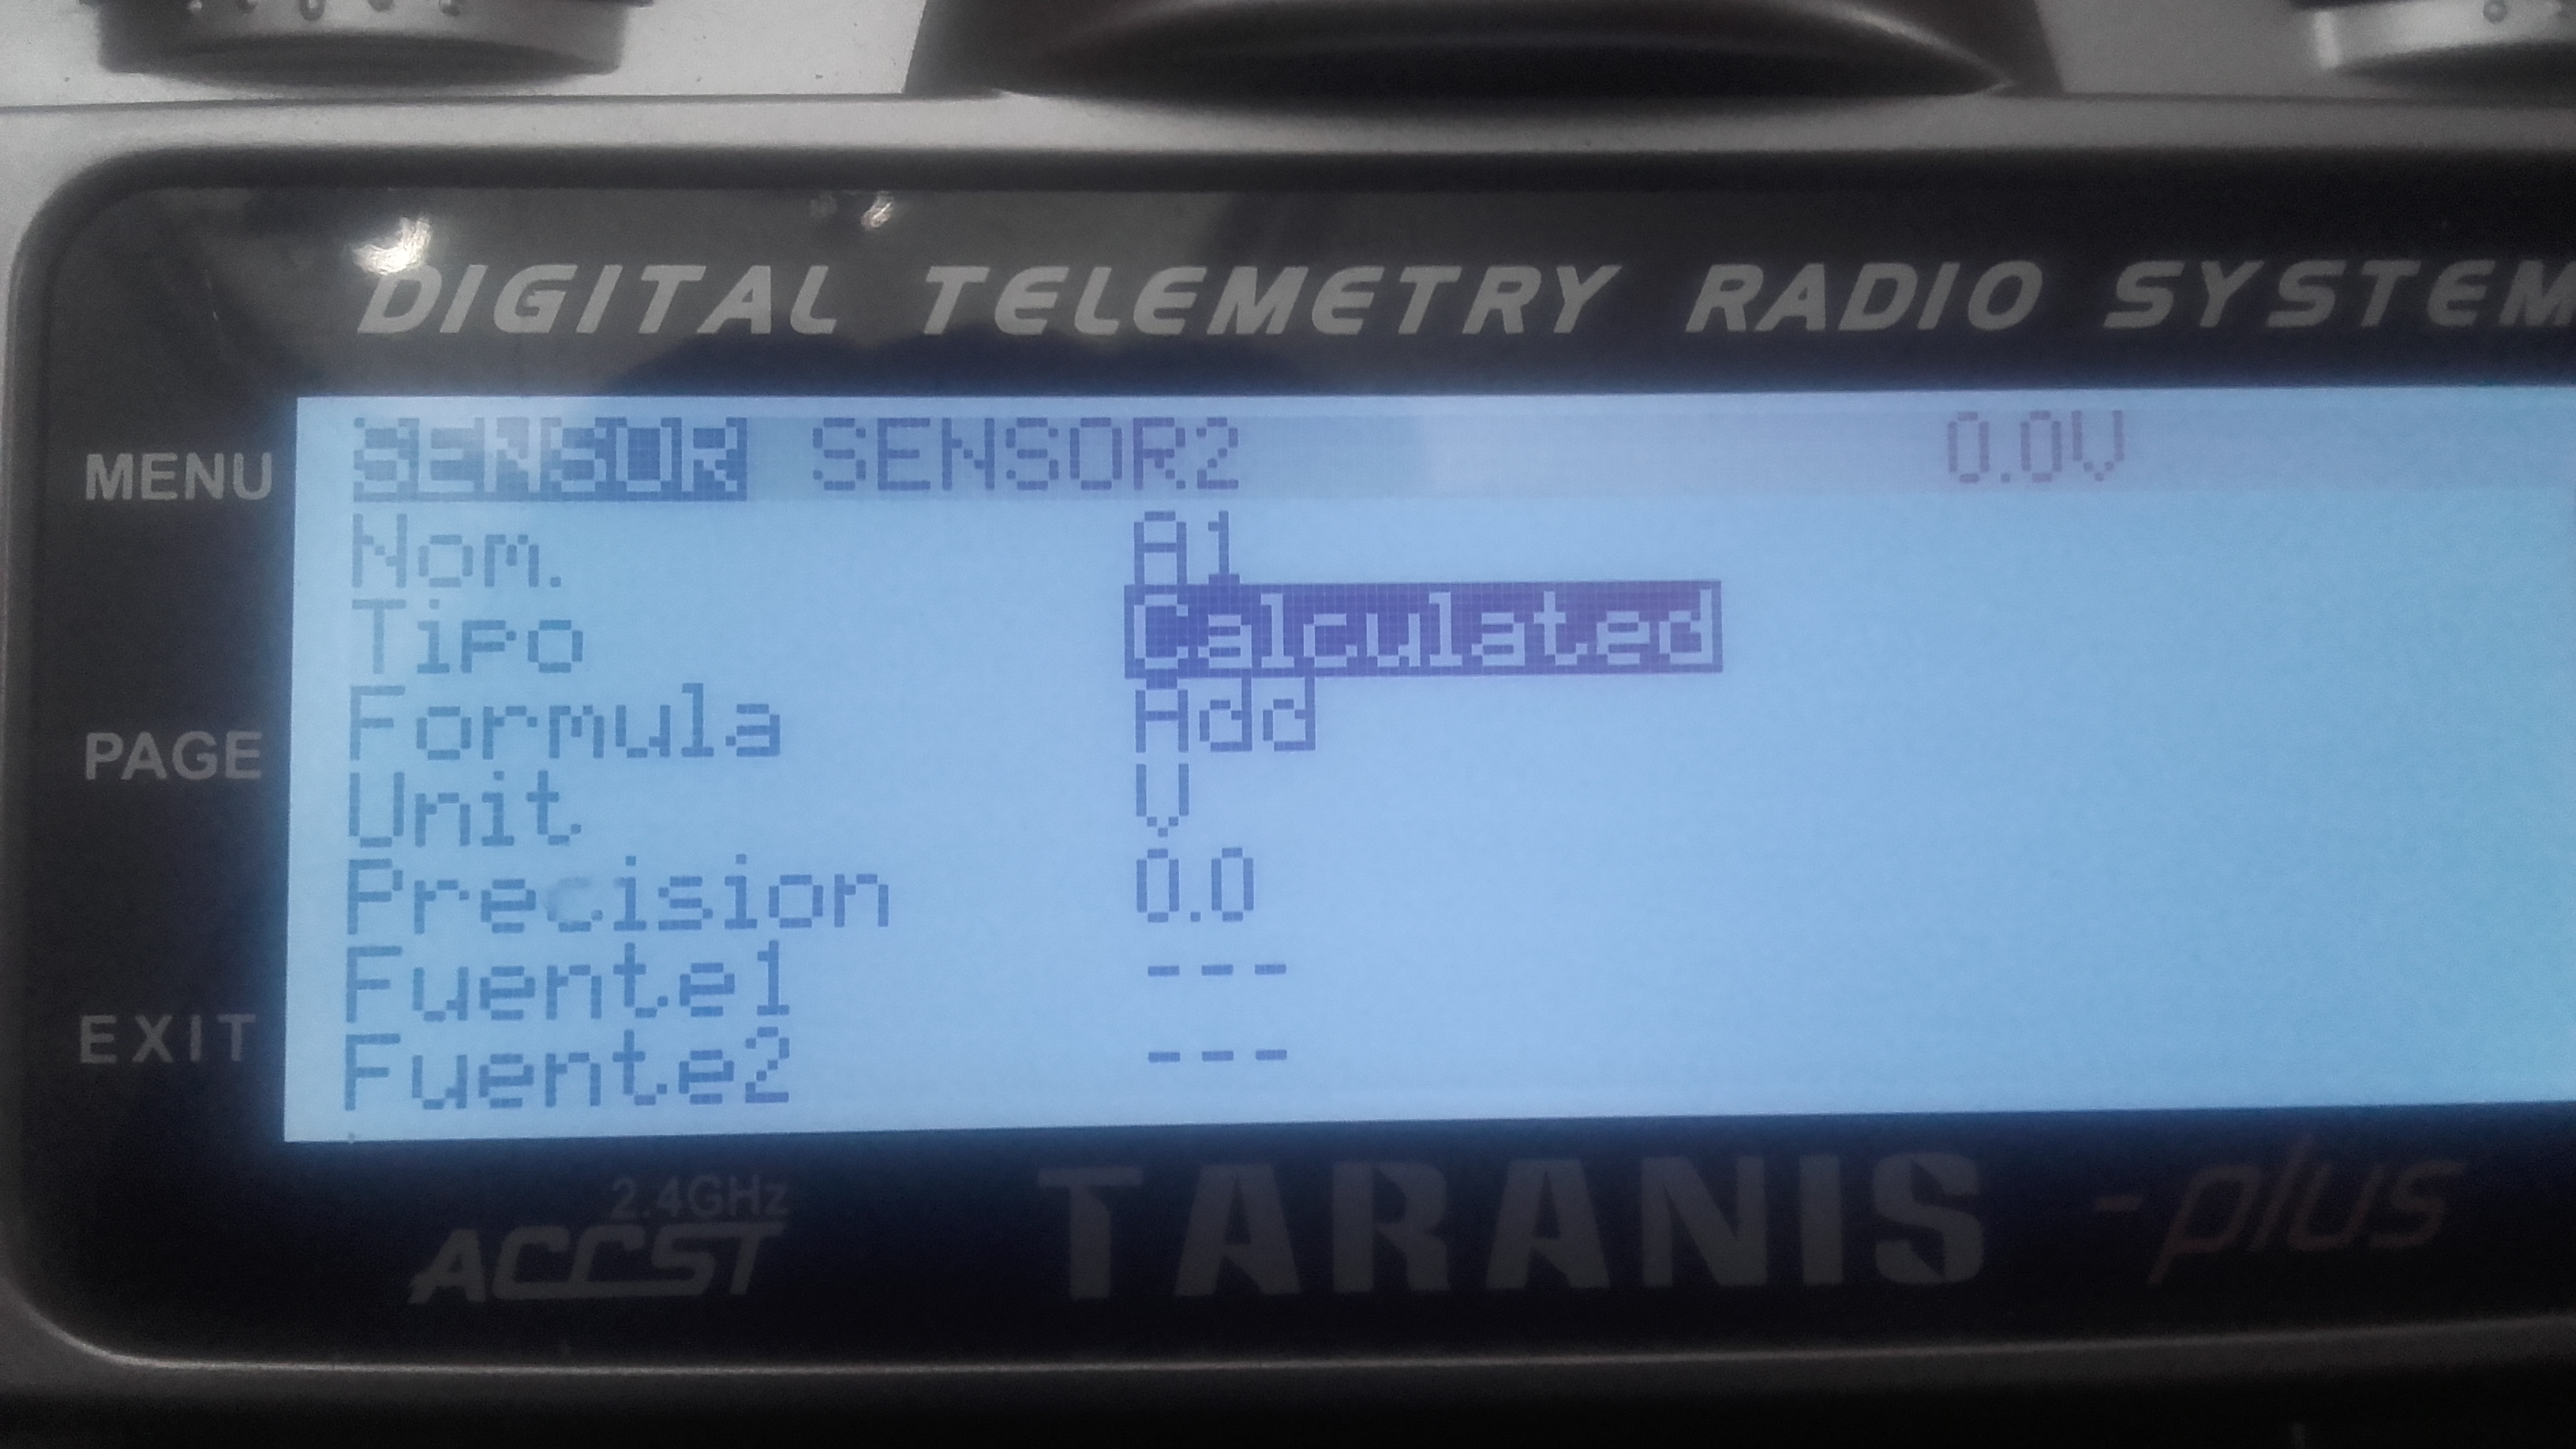 DIGITAL TELEMETRY RADIO SYSTEM
SENSOR SENSOR2 0.0V
MENU
Nom. A1
Tipo Calculated
Formula Add
PAGE
Unit V
Precision 0.0
Fuente1 ---
EXIT
Fuente2 ---
2.4GHz
ACCST
TARANIS -plus